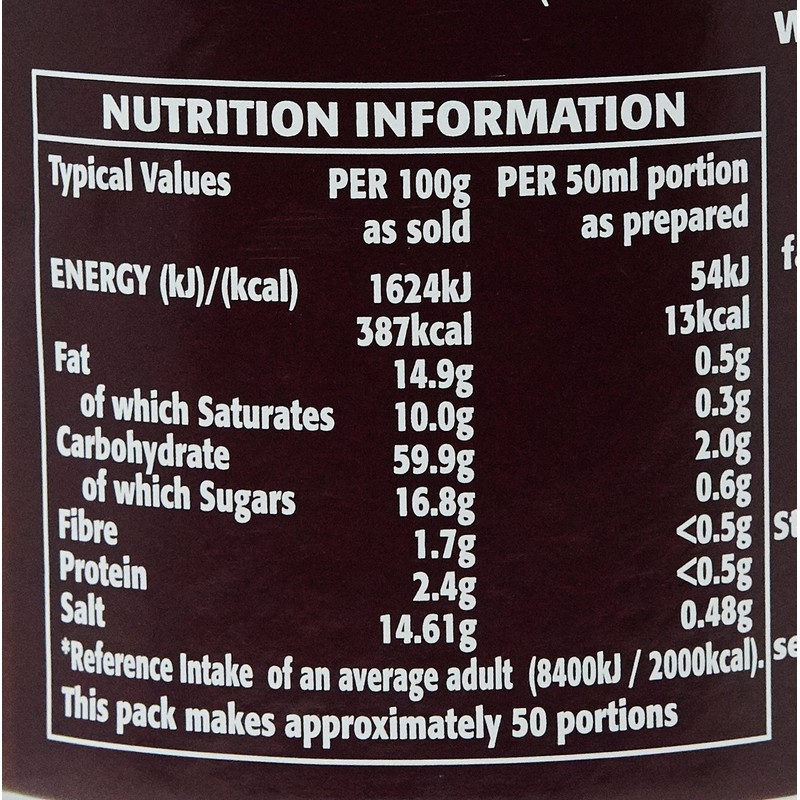 NUTRITION INFORMATION
Typical Values PER 100g PER 50ml portion
as sold as prepared
ENERGY (kJ)/(kcal) 1624kJ 54kJ
387kcal 13kcal
Fat 14.9g 0.5g
of which Saturates 10.0g 0.3g
Carbohydrate 59.9g 2.0g
of which Sugars 16.8g 0.6g
Fibre 1.7g <0.5g
Protein 2.4g <0.5g
Salt 14.61g 0.48g
*Reference Intake of an average adult (8400kJ / 2000kcal).
This pack makes approximately 50 portions